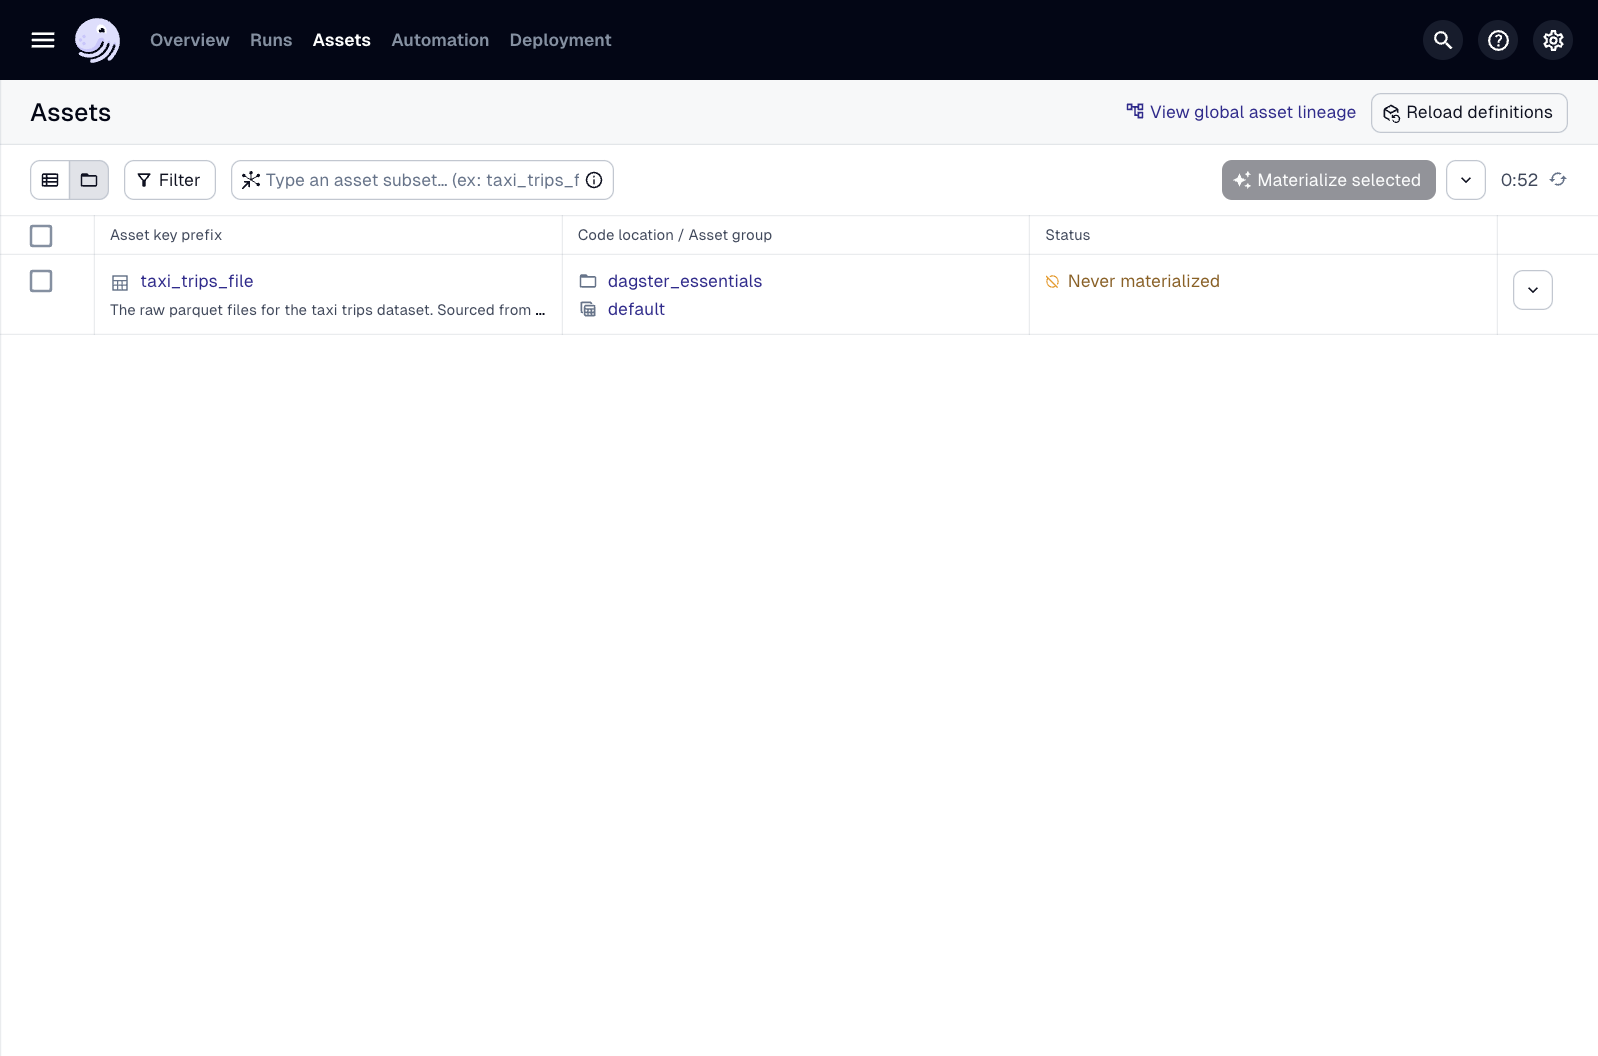 Overview Runs Assets Automation Deployment
Assets
View global asset lineage
Reload definitions
Filter
Type an asset subset... (ex: taxi_trips_f
Materialize selected
0:52
Asset key prefix
Code location / Asset group
Status
taxi_trips_file
The raw parquet files for the taxi trips dataset. Sourced from ...
dagster_essentials
default
Never materialized